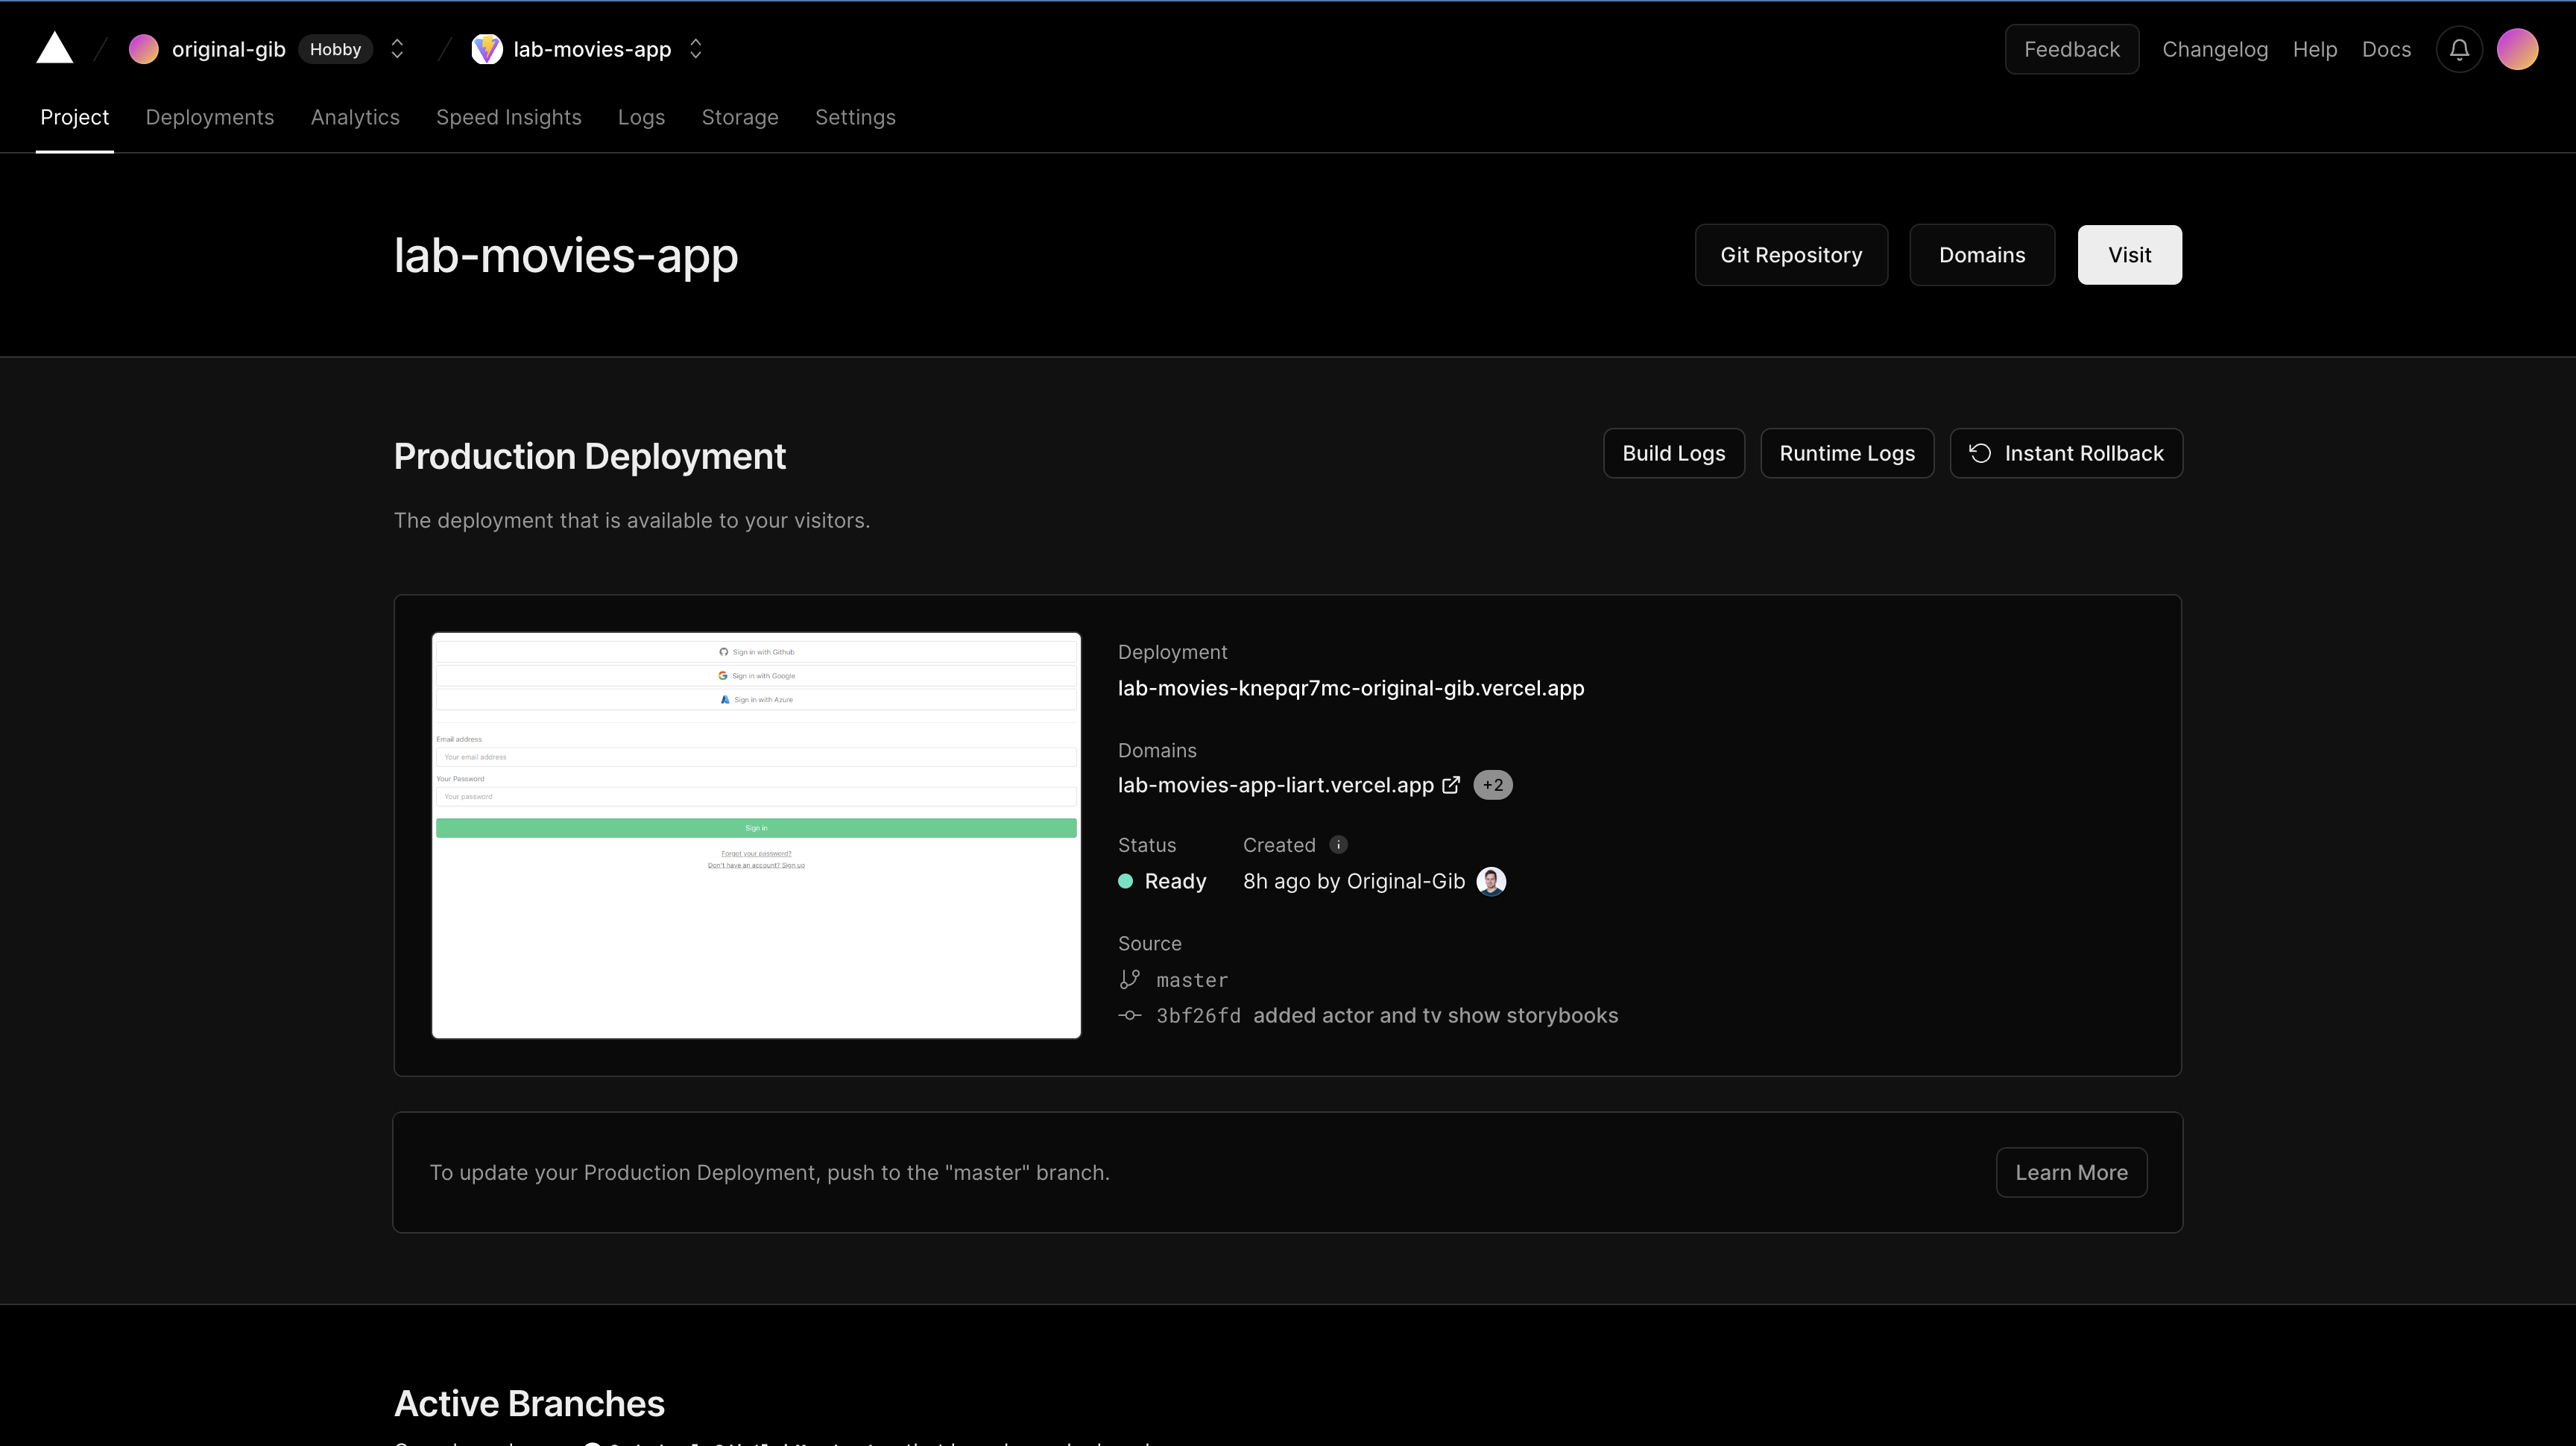 original-gib Hobby lab-movies-app Feedback Changelog Help Docs
Project Deployments Analytics Speed Insights Logs Storage Settings
lab-movies-app Git Repository Domains Visit
Production Deployment Build Logs Runtime Logs Instant Rollback
The deployment that is available to your visitors.
Sign in with Github
Sign in with Google
Sign in with Azure
Email address
Your email address
Your Password
Your password
Sign in
Forgot your password?
Don't have an account? Sign up
Deployment
lab-movies-knepqr7mc-original-gib.vercel.app
Domains
lab-movies-app-liart.vercel.app +2
Status Created
Ready 8h ago by Original-Gib
Source
master
3bf26fd added actor and tv show storybooks
To update your Production Deployment, push to the "master" branch. Learn More
Active Branches